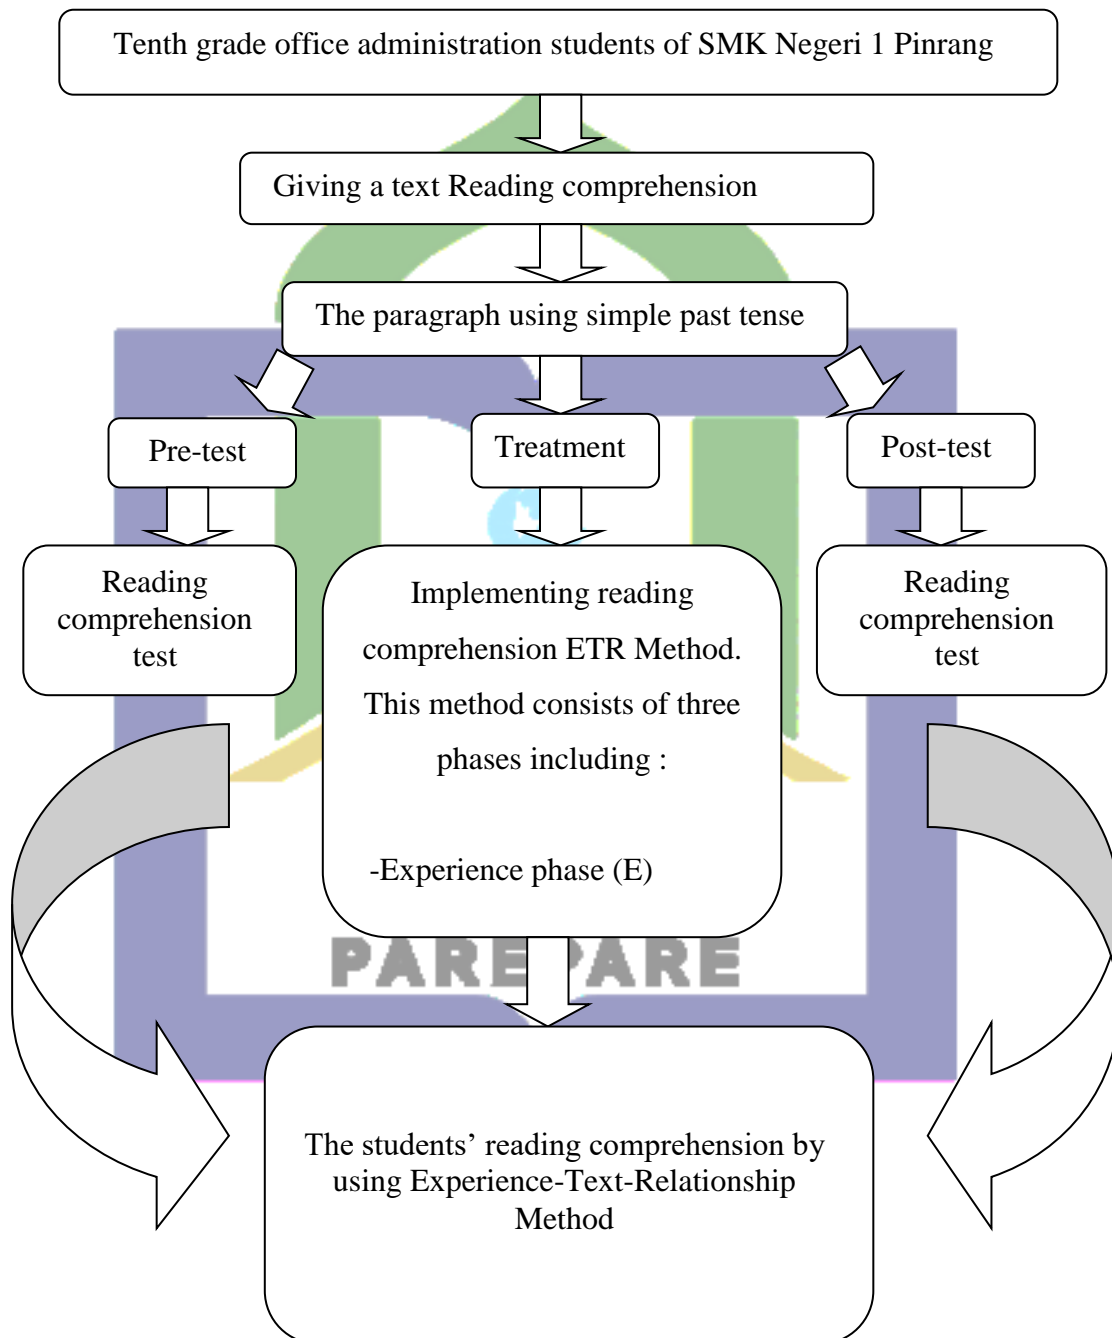 Tenth grade office administration students of SMK Negeri 1 Pinrang
Giving a text Reading comprehension
The paragraph using simple past tense
Pre-test
Treatment
Post-test
Reading
comprehension
test
Implementing reading
comprehension ETR Method.
This method consists of three
phases including :
-Experience phase (E)
Reading
comprehension
test
PAREPARE
The students’ reading comprehension by
using Experience-Text-Relationship
Method